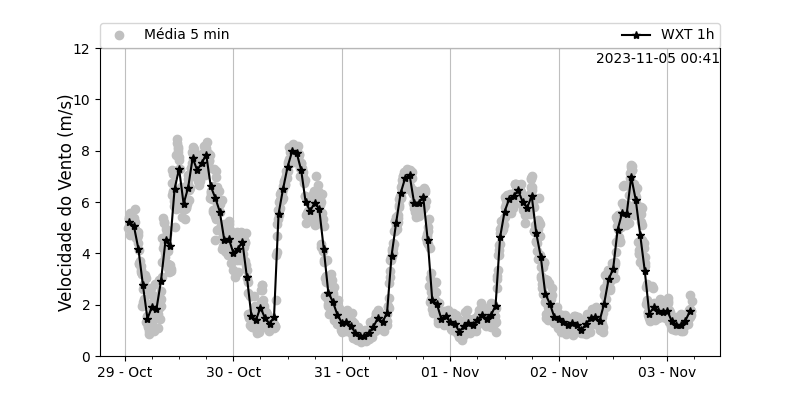 Média 5 min
WXT 1h
2023-11-05 00:41
Velocidade do Vento (m/s)
12
10
8
6
4
2
0
29 - Oct
30 - Oct
31 - Oct
01 - Nov
02 - Nov
03 - Nov